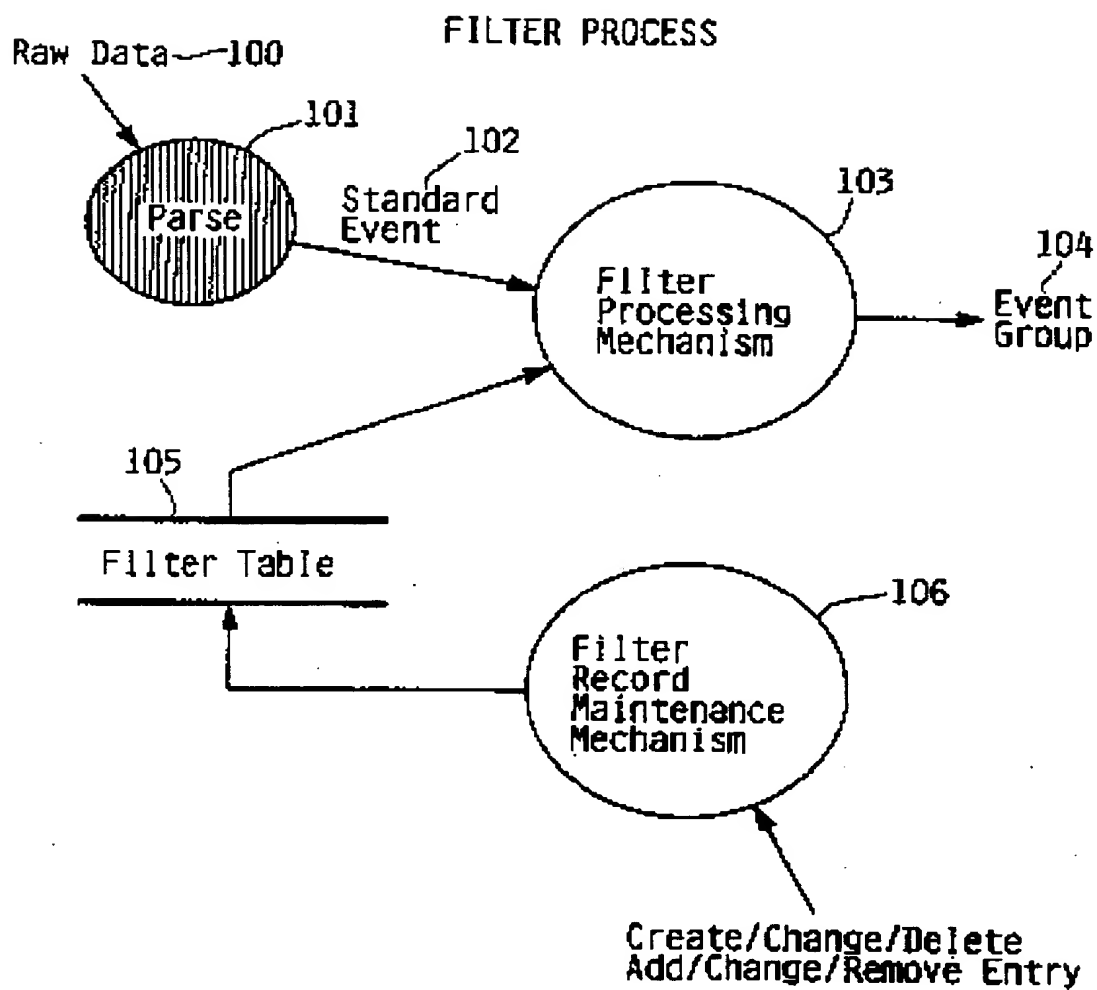 FILTER PROCESS
Raw Data 100
101
Parse
102
Standard
Event
103
Filter
Processing
Mechanism
104
Event
Group
105
Filter Table
106
Filter
Record
Maintenance
Mechanism
Create/Change/Delete
Add/Change/Remove Entry